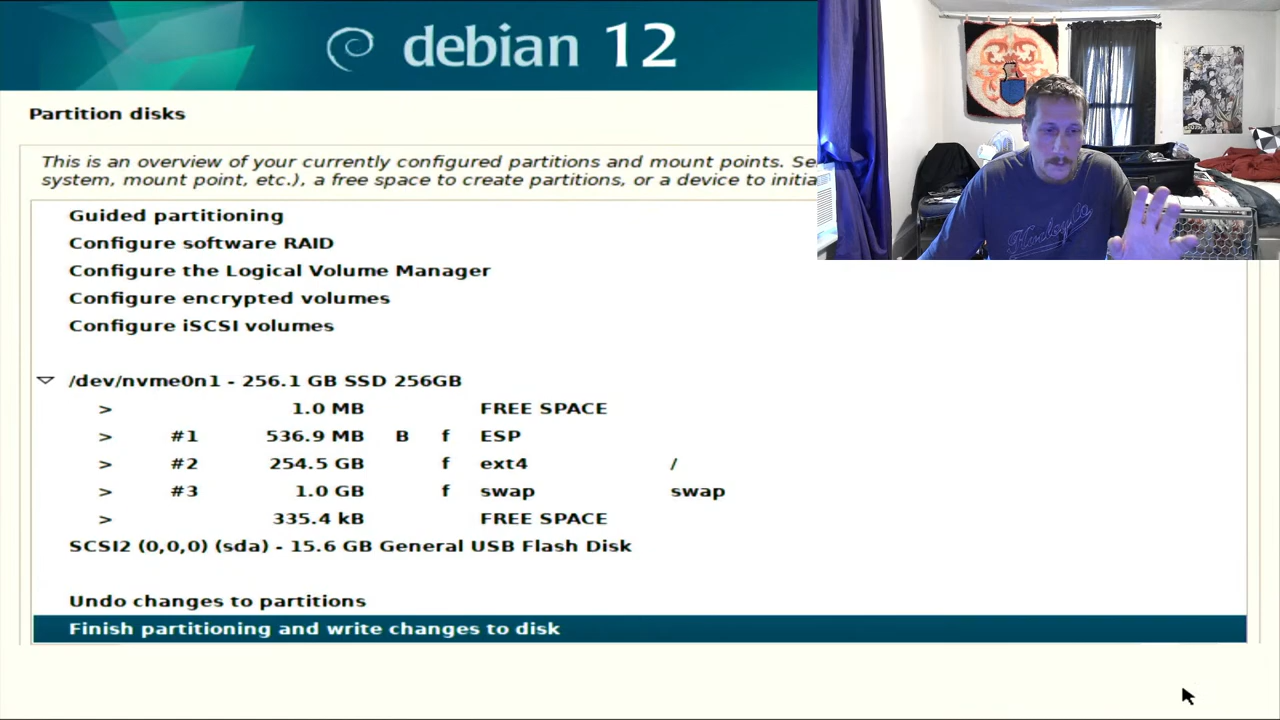 debian 12
Partition disks
This is an overview of your currently configured partitions and mount points. Se
system, mount point, etc.), a free space to create partitions, or a device to initia
Guided partitioning
Configure software RAID
Configure the Logical Volume Manager
Configure encrypted volumes
Configure iSCSI volumes
/dev/nvme0n1 - 256.1 GB SSD 256GB
> 1.0 MB FREE SPACE
> #1 536.9 MB B f ESP
> #2 254.5 GB f ext4 /
> #3 1.0 GB f swap swap
> 335.4 kB FREE SPACE
SCSI2 (0,0,0) (sda) - 15.6 GB General USB Flash Disk
Undo changes to partitions
Finish partitioning and write changes to disk